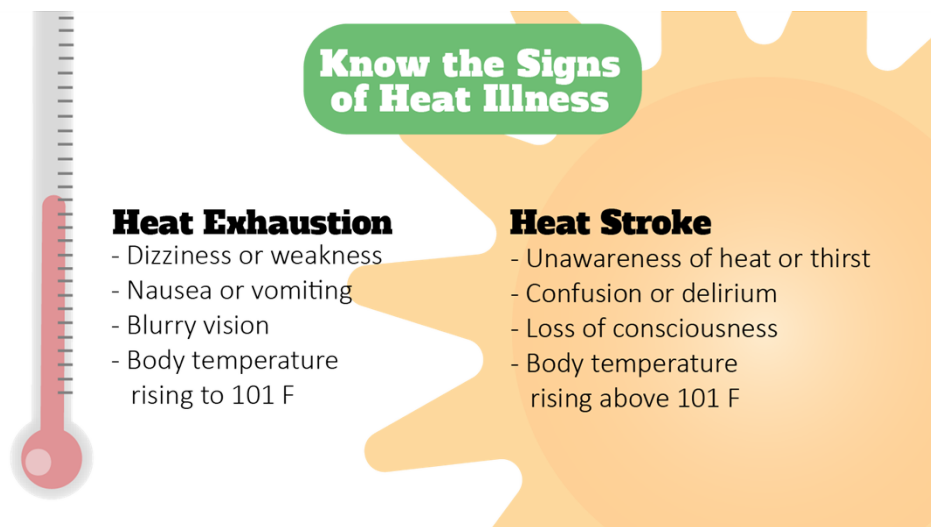 Know the Signs
of Heat Illness
Heat Exhaustion
- Dizziness or weakness
- Nausea or vomiting
- Blurry vision
- Body temperature
rising to 101 F
Heat Stroke
- Unawareness of heat or thirst
- Confusion or delirium
- Loss of consciousness
- Body temperature
rising above 101 F